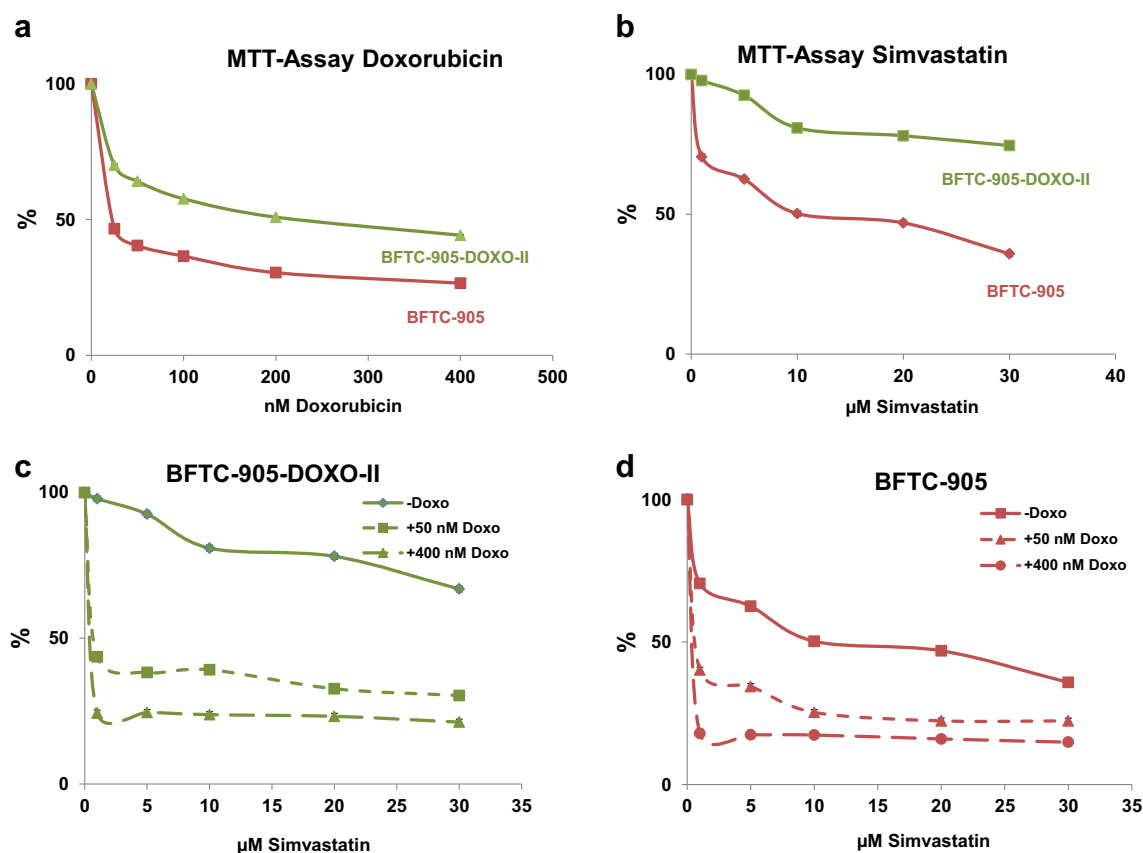 a
MTT-Assay Doxorubicin
100
50
0
%
0 100 200 300 400 500
nM Doxorubicin
BFTC-905-DOXO-II
BFTC-905
b
MTT-Assay Simvastatin
100
50
0
%
0 10 20 30 40
µM Simvastatin
BFTC-905-DOXO-II
BFTC-905
c
BFTC-905-DOXO-II
100
50
0
%
-Doxo
+50 nM Doxo
+400 nM Doxo
0 5 10 15 20 25 30 35
µM Simvastatin
d
BFTC-905
100
50
0
%
-Doxo
+50 nM Doxo
+400 nM Doxo
0 5 10 15 20 25 30 35
µM Simvastatin